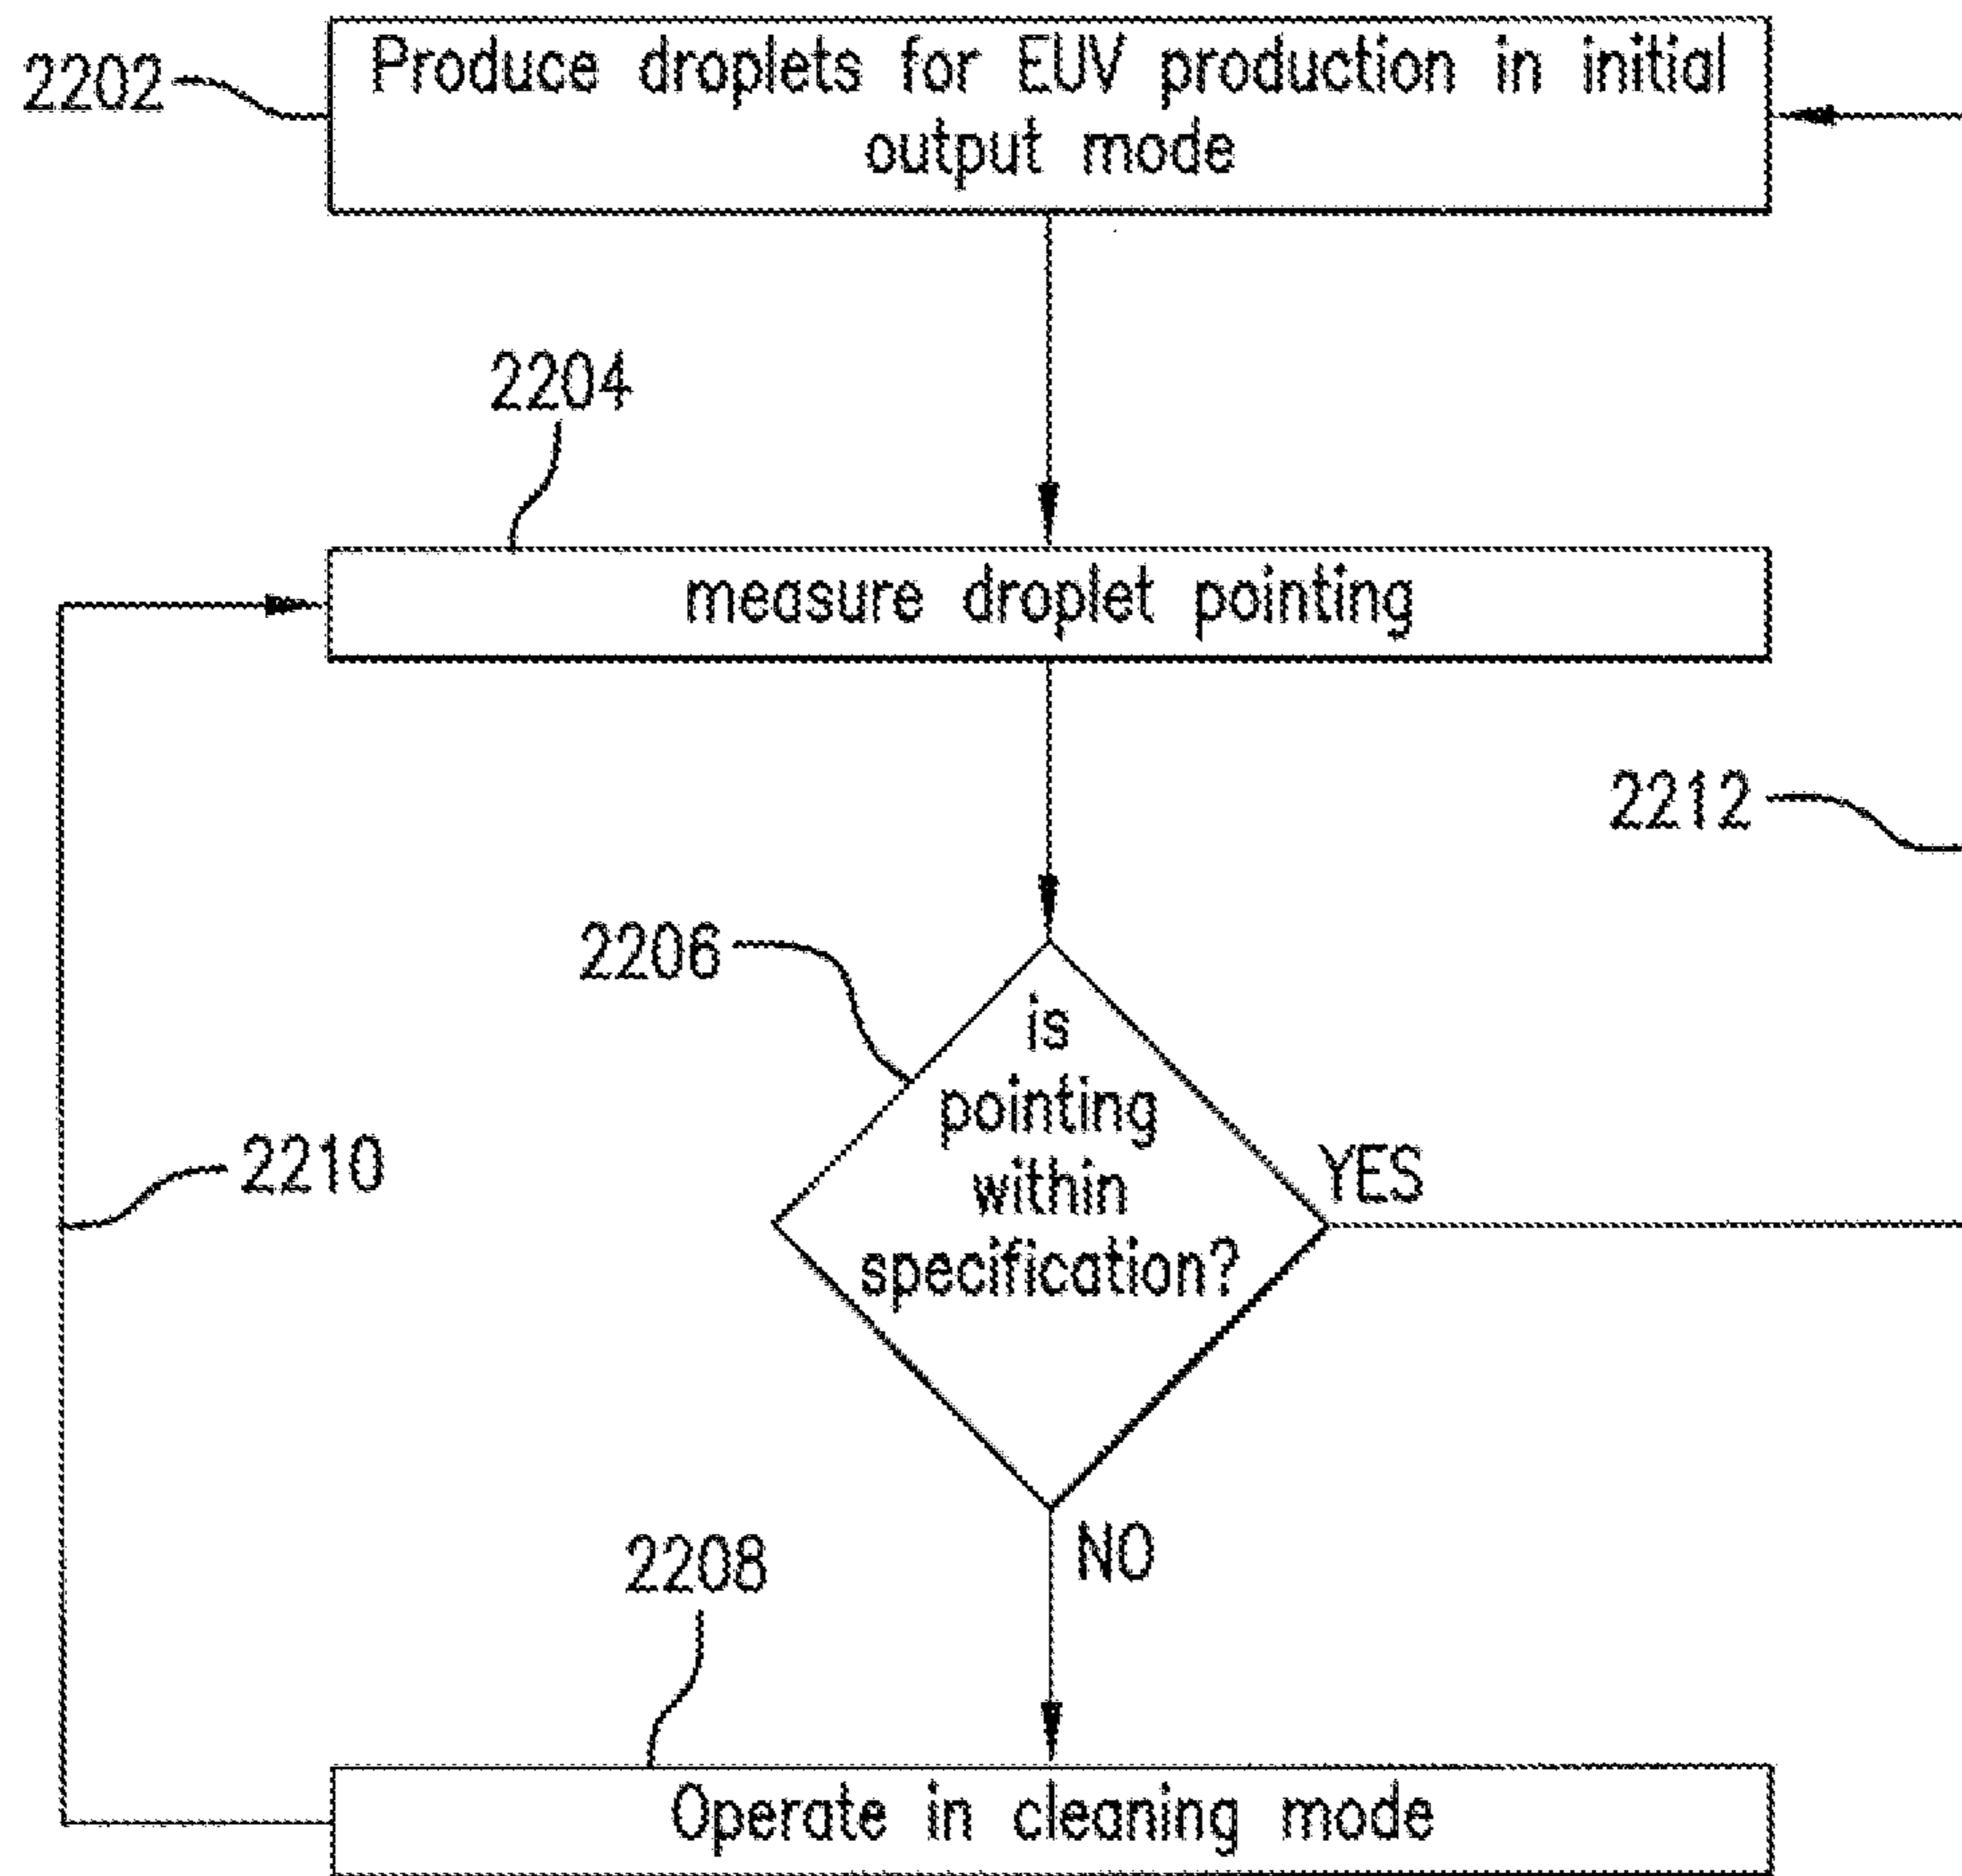 2202
Produce droplets for EUV production in initial
output mode
2204
measure droplet pointing
2212
2206
is
pointing
within
specification?
YES
2210
NO
2208
Operate in cleaning mode